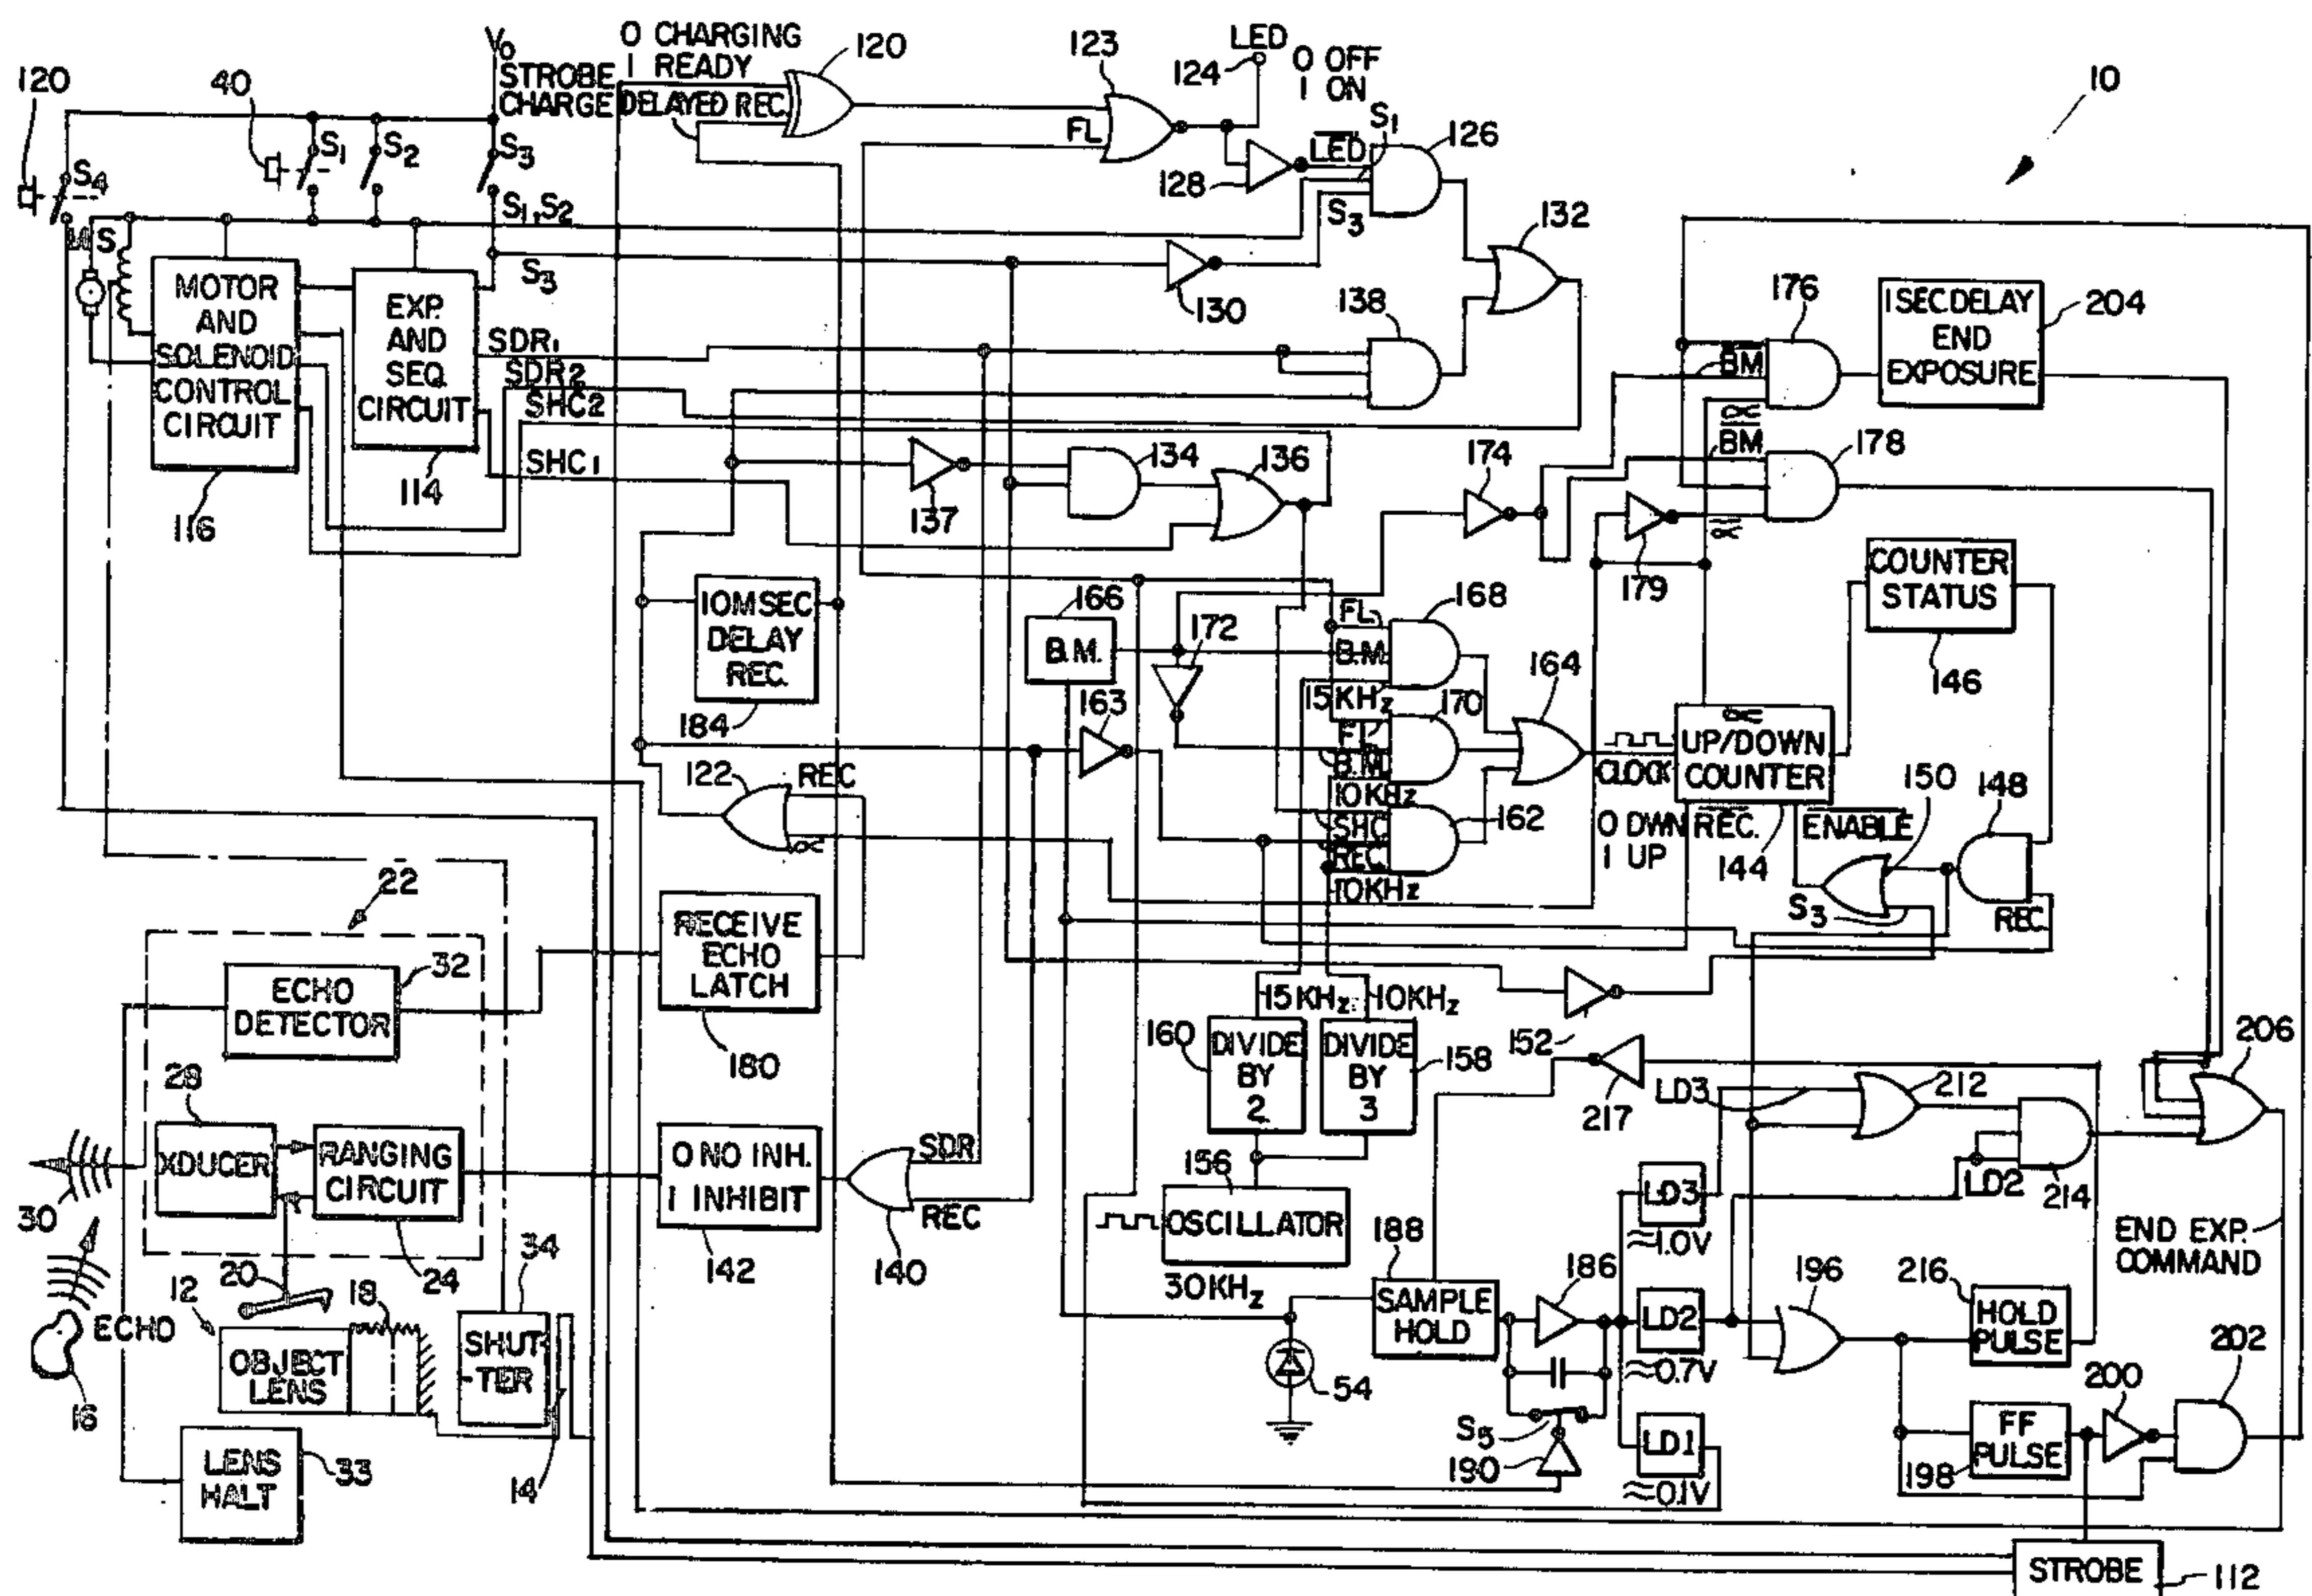 V0
0 CHARGING
1 READY
STROBE
CHARGE
DELAYED REC.
120
123
LED
124
0 OFF
1 ON
10
120
40
S1
S2
S3
S4
FL
LED
S1
126
128
S3
132
S1,S2
S3
130
M
S
MOTOR
AND
SOLENOID
CONTROL
CIRCUIT
116
EXP.
AND
SEQ.
CIRCUIT
114
SDR1
SDR2
SHC2
SHC1
138
176
BM
∝
1 SEC DELAY
END
EXPOSURE
204
BM
178
∝
179
137
134
136
174
10MSEC
DELAY
REC.
184
166
B.M.
172
163
FL
B.M.
15KHz
168
170
FL
B.M.
10KHz
SHC
REC
10KHz
162
164
CLOCK
∝
UP/DOWN
COUNTER
0 DWN
1 UP
REC.
144
ENABLE
COUNTER
STATUS
146
150
148
S3
REC
122
REC
∝
22
ECHO
DETECTOR
32
RECEIVE
ECHO
LATCH
180
28
XDUCER
RANGING
CIRCUIT
24
30
0 NO INH.
1 INHIBIT
142
SDR
REC
140
15KHz
10KHz
160
DIVIDE
BY
2
DIVIDE
BY
3
158
152
217
156
OSCILLATOR
30KHz
LD3
212
206
LD2
214
END EXP.
COMMAND
20
12
18
34
ECHO
OBJECT
LENS
SHUT-
TER
16
LENS
HALT
33
14
188
SAMPLE
HOLD
186
54
S5
190
LD3
≈1.0V
LD2
≈0.7V
LD1
≈0.1V
196
216
HOLD
PULSE
202
200
FF
PULSE
198
STROBE
112